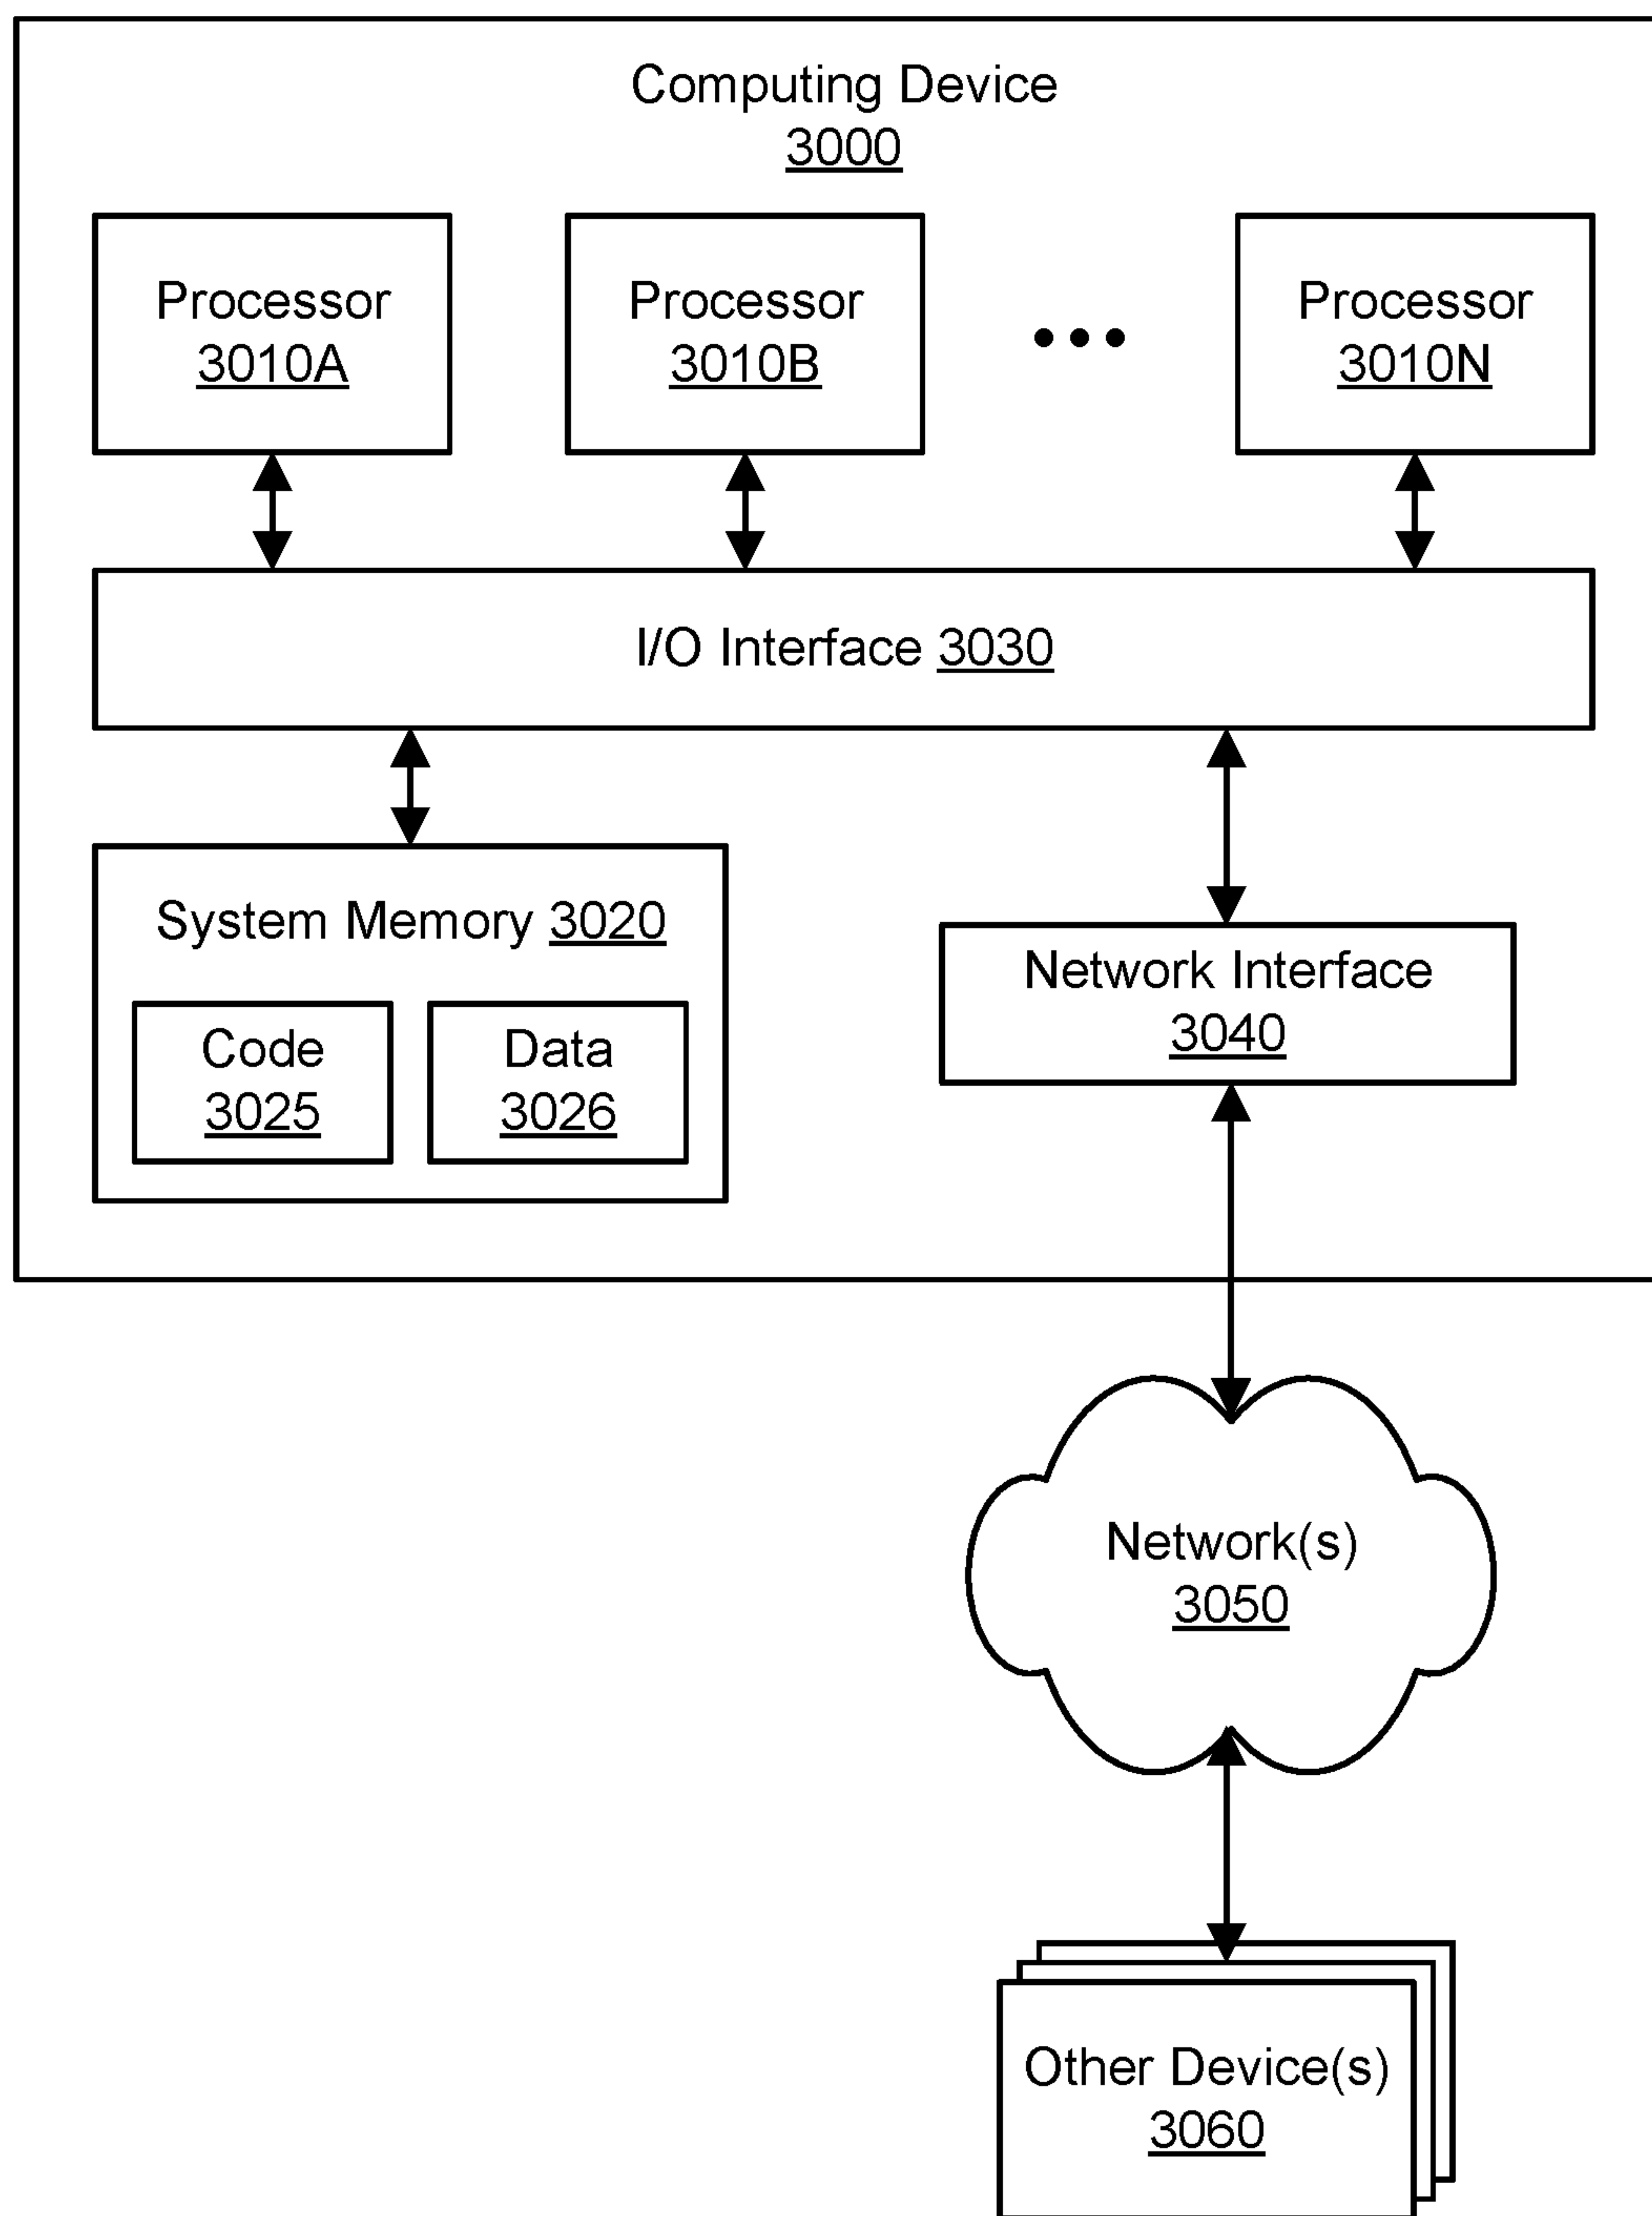 Computing Device
3000
Processor
3010A
Processor
3010B
Processor
3010N
I/O Interface 3030
System Memory 3020
Code
3025
Data
3026
Network Interface
3040
Network(s)
3050
Other Device(s)
3060